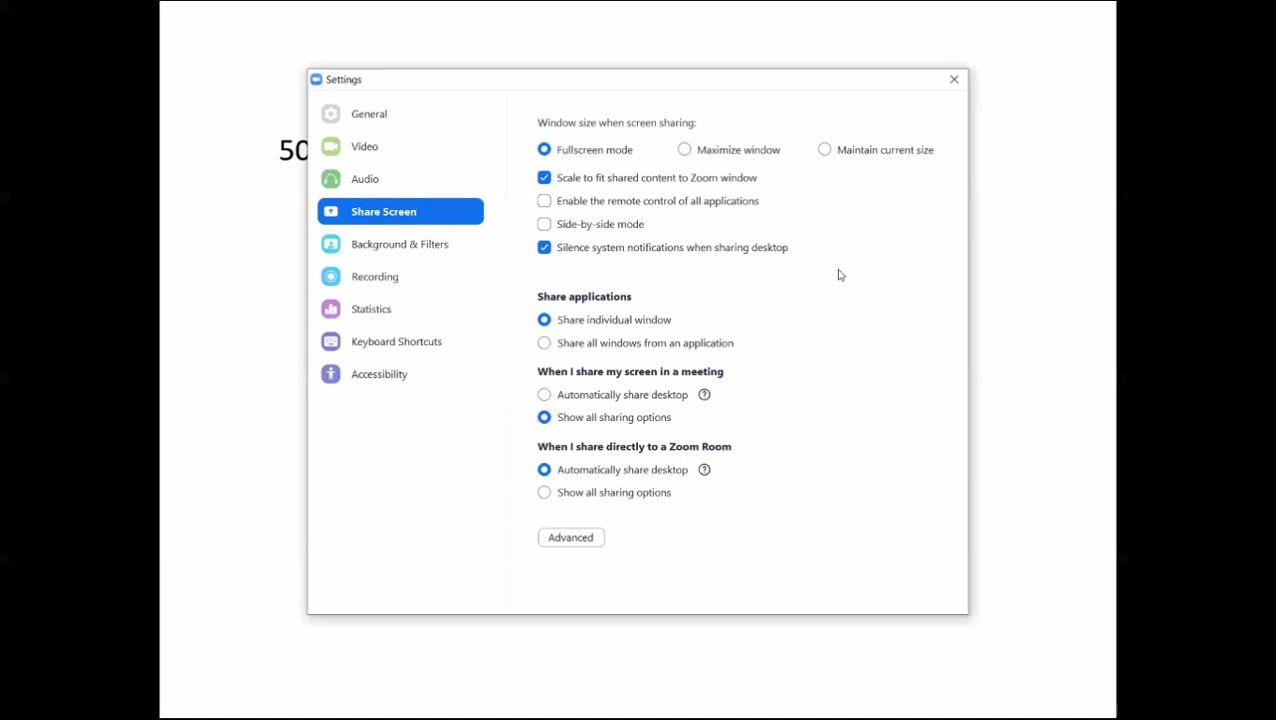 Settings
General
Video
50
Audio
Share Screen
Background & Filters
Recording
Statistics
Keyboard Shortcuts
Accessibility
Window size when screen sharing:
Fullscreen mode Maximize window Maintain current size
Scale to fit shared content to Zoom window
Enable the remote control of all applications
Side-by-side mode
Silence system notifications when sharing desktop
Share applications
Share individual window
Share all windows from an application
When I share my screen in a meeting
Automatically share desktop ?
Show all sharing options
When I share directly to a Zoom Room
Automatically share desktop ?
Show all sharing options
Advanced